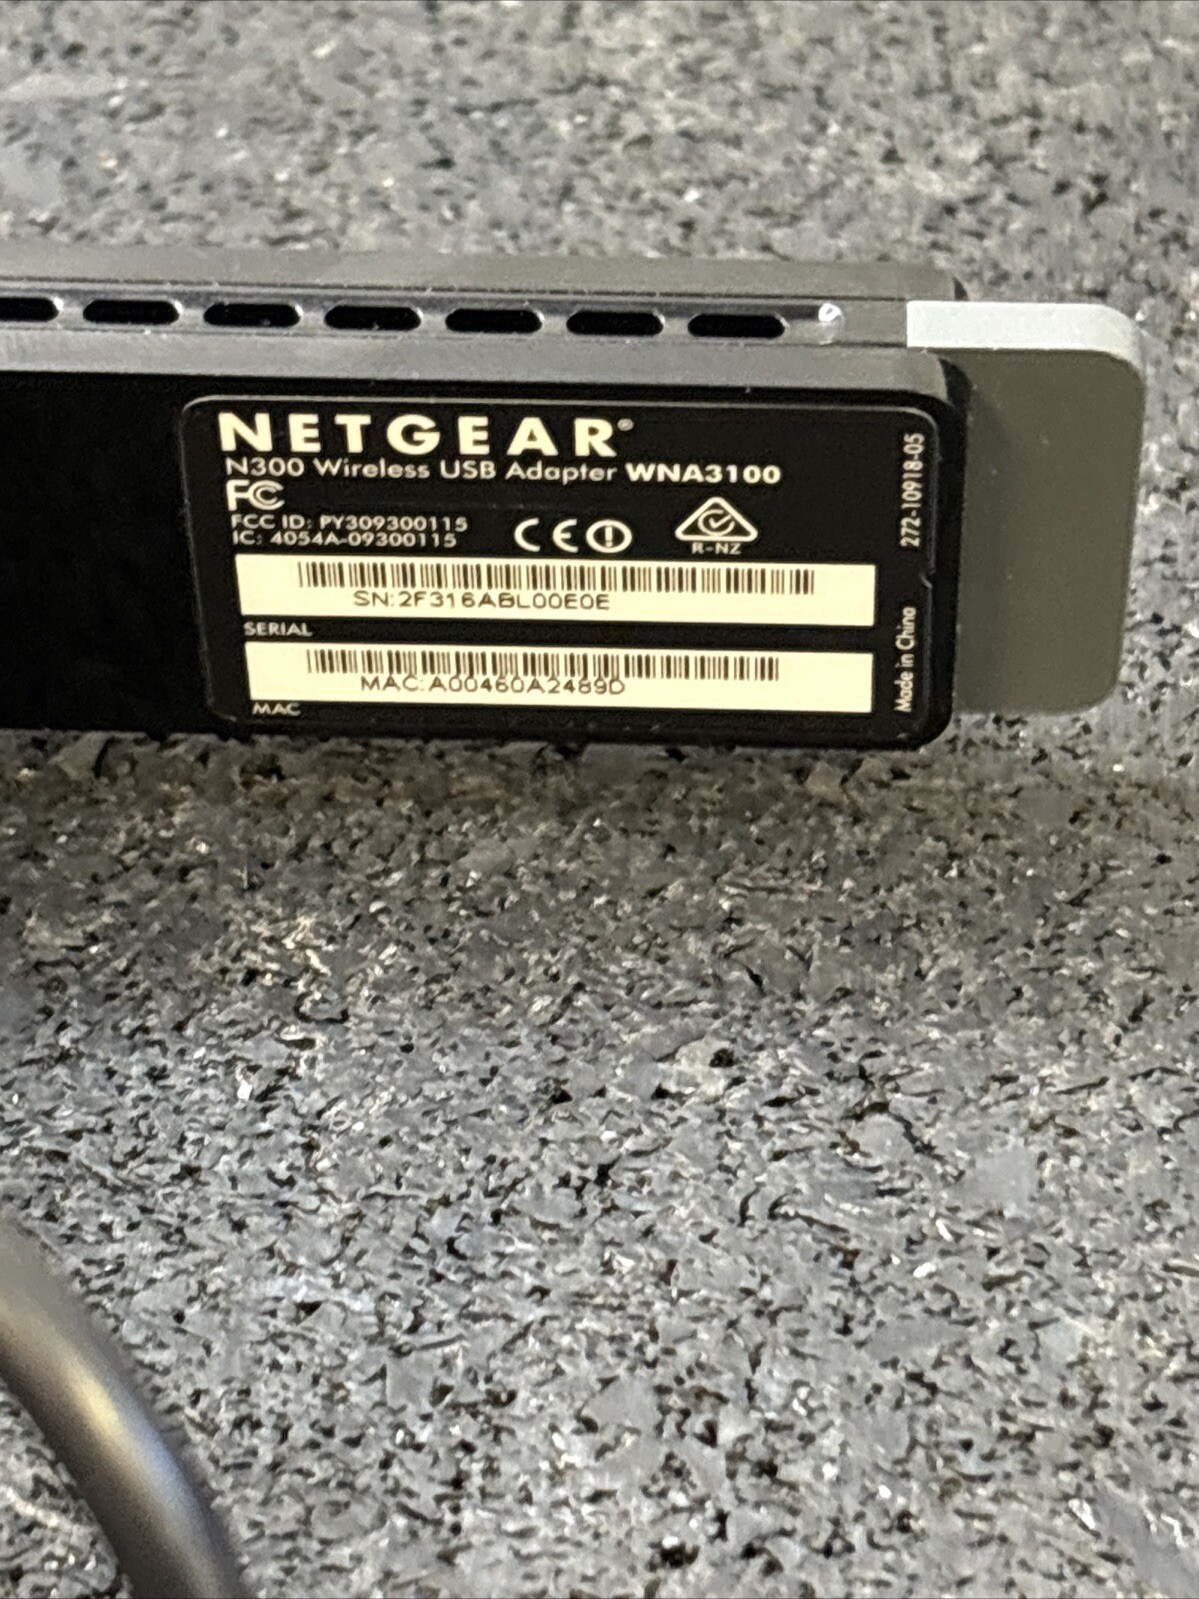 NETGEAR®
N300 Wireless USB Adapter WNA3100
FC
FCC ID: PY309300115
IC: 4054A-09300115
CE
R-NZ
SN:2F316ABL00E0E
SERIAL
MAC:A00460A2489D
MAC
272-10918-05
Made in China